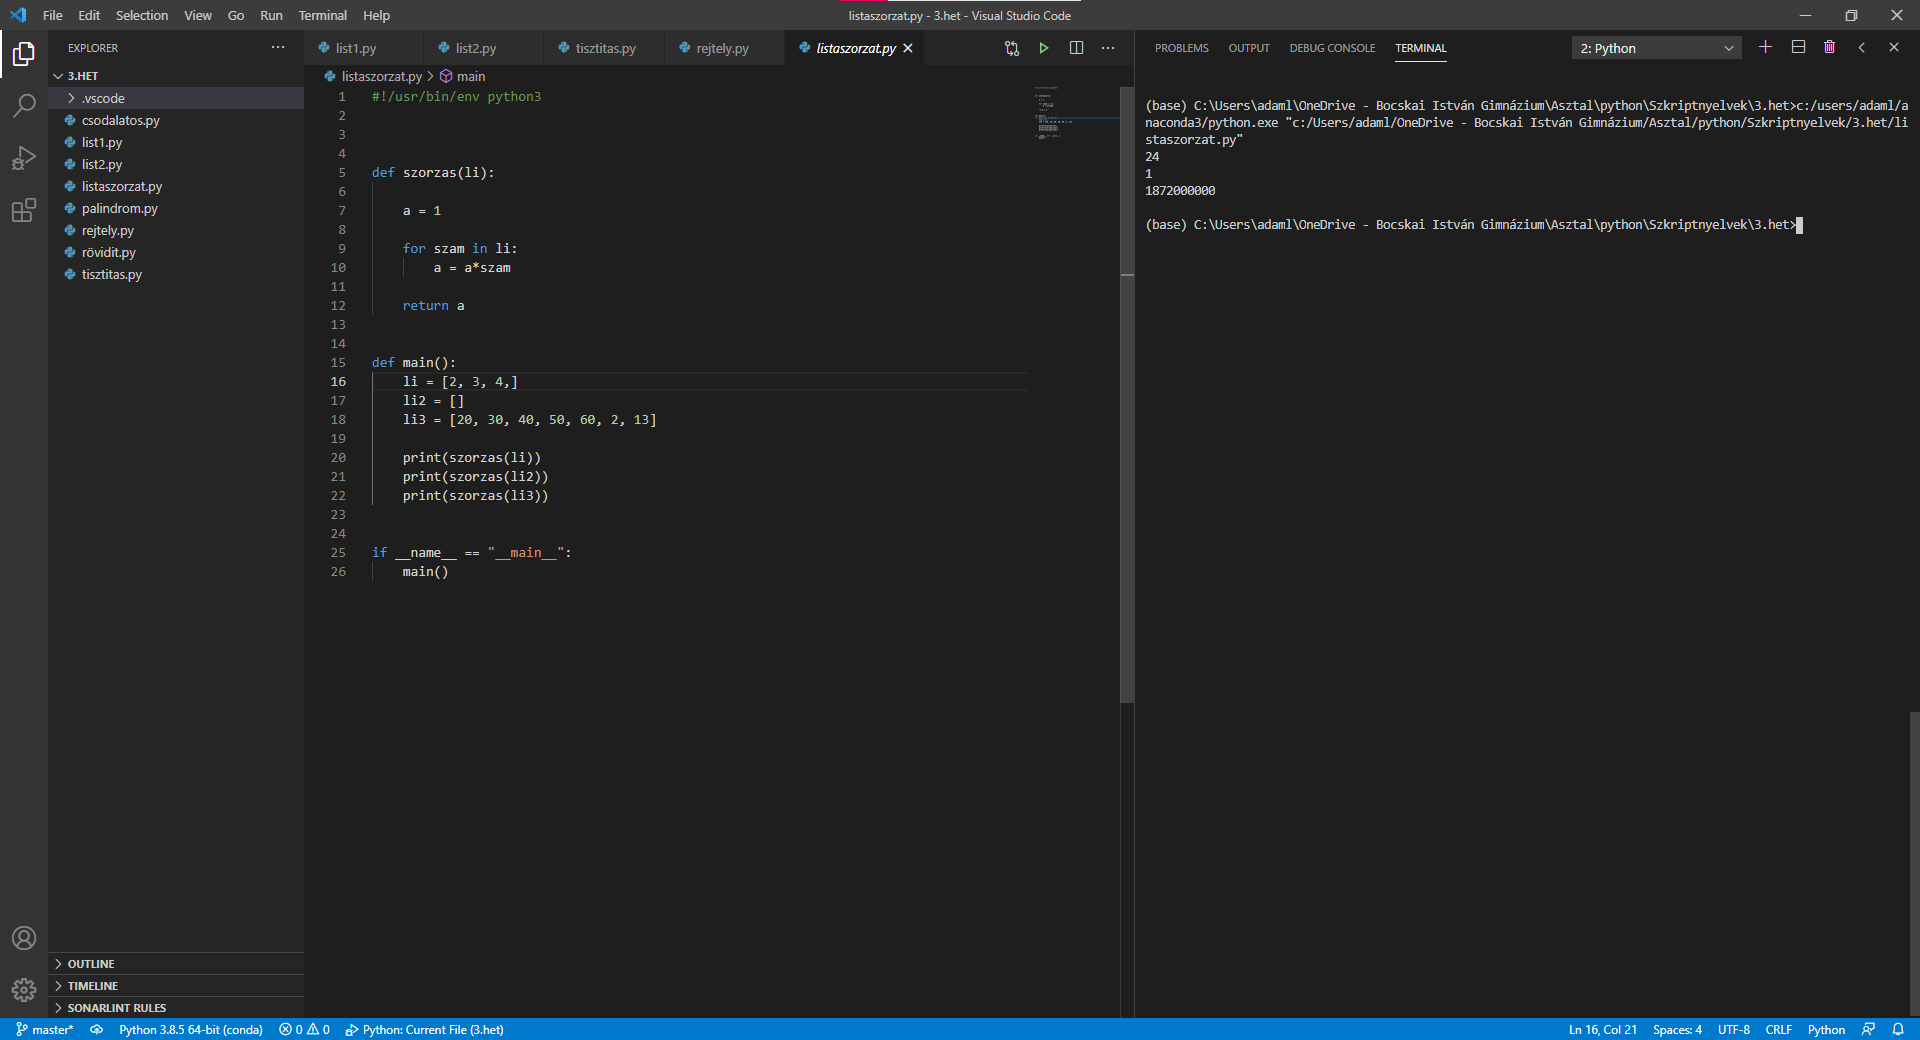 File Edit Selection View Go Run Terminal Help
listaszorzat.py - 3.het - Visual Studio Code
EXPLORER
3.HET
.vscode
csodalatos.py
list1.py
list2.py
listaszorzat.py
palindrom.py
rejtely.py
rövidit.py
tisztitas.py
OUTLINE
TIMELINE
SONARLINT RULES
list1.py list2.py tisztitas.py rejtely.py listaszorzat.py
listaszorzat.py > main
1 #!/usr/bin/env python3
2
3
4
5 def szorzas(li):
6
7 a = 1
8
9 for szam in li:
10 a = a*szam
11
12 return a
13
14
15 def main():
16 li = [2, 3, 4,]
17 li2 = []
18 li3 = [20, 30, 40, 50, 60, 2, 13]
19
20 print(szorzas(li))
21 print(szorzas(li2))
22 print(szorzas(li3))
23
24
25 if __name__ == "__main__":
26 main()
PROBLEMS OUTPUT DEBUG CONSOLE TERMINAL 2: Python
(base) C:\Users\adaml\OneDrive - Bocskai István Gimnázium\Asztal\python\Szkriptnyelvek\3.het>c:/users/adaml/a
naconda3/python.exe "c:/Users/adaml/OneDrive - Bocskai István Gimnázium/Asztal/python/Szkriptnyelvek/3.het/li
staszorzat.py"
24
1
1872000000
(base) C:\Users\adaml\OneDrive - Bocskai István Gimnázium\Asztal\python\Szkriptnyelvek\3.het>
master* Python 3.8.5 64-bit (conda) 0 0 Python: Current File (3.het) Ln 16, Col 21 Spaces: 4 UTF-8 CRLF Python